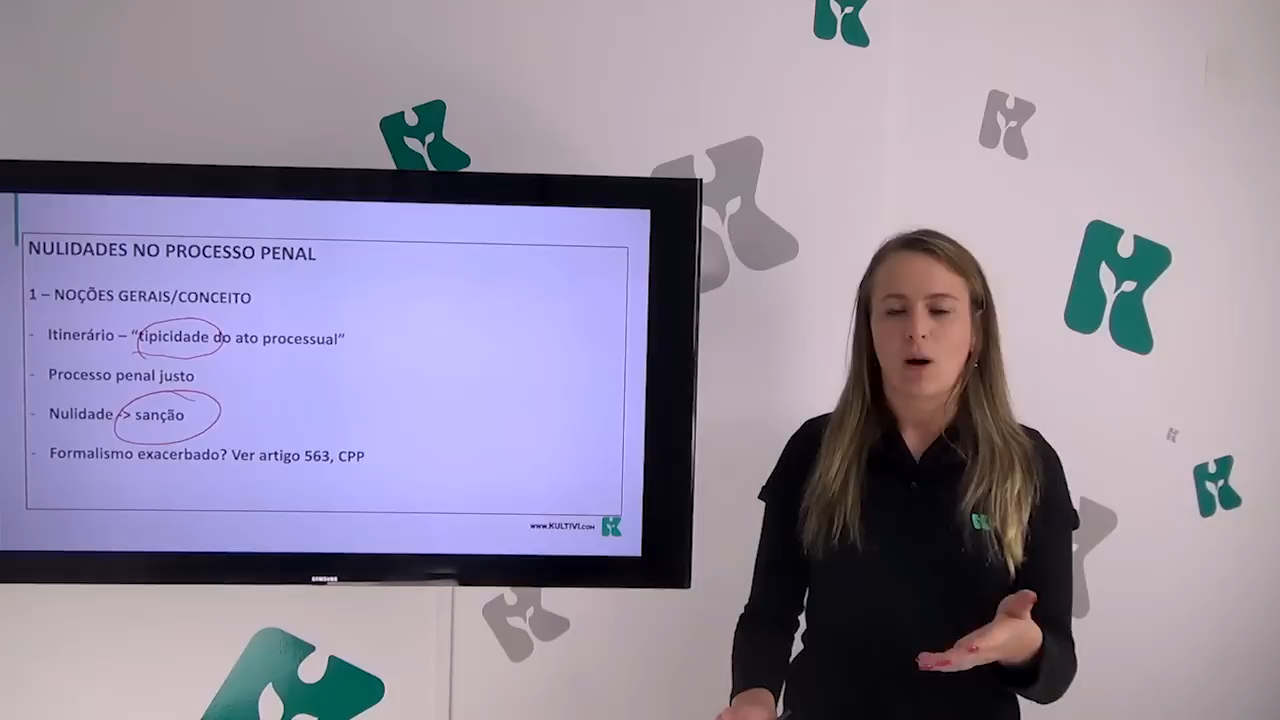 NULIDADES NO PROCESSO PENAL
1 – NOÇÕES GERAIS/CONCEITO
- Itinerário – “tipicidade do ato processual”
- Processo penal justo
- Nulidade -> sanção
- Formalismo exacerbado? Ver artigo 563, CPP
www.KULTIVI.com
SAMSUNG